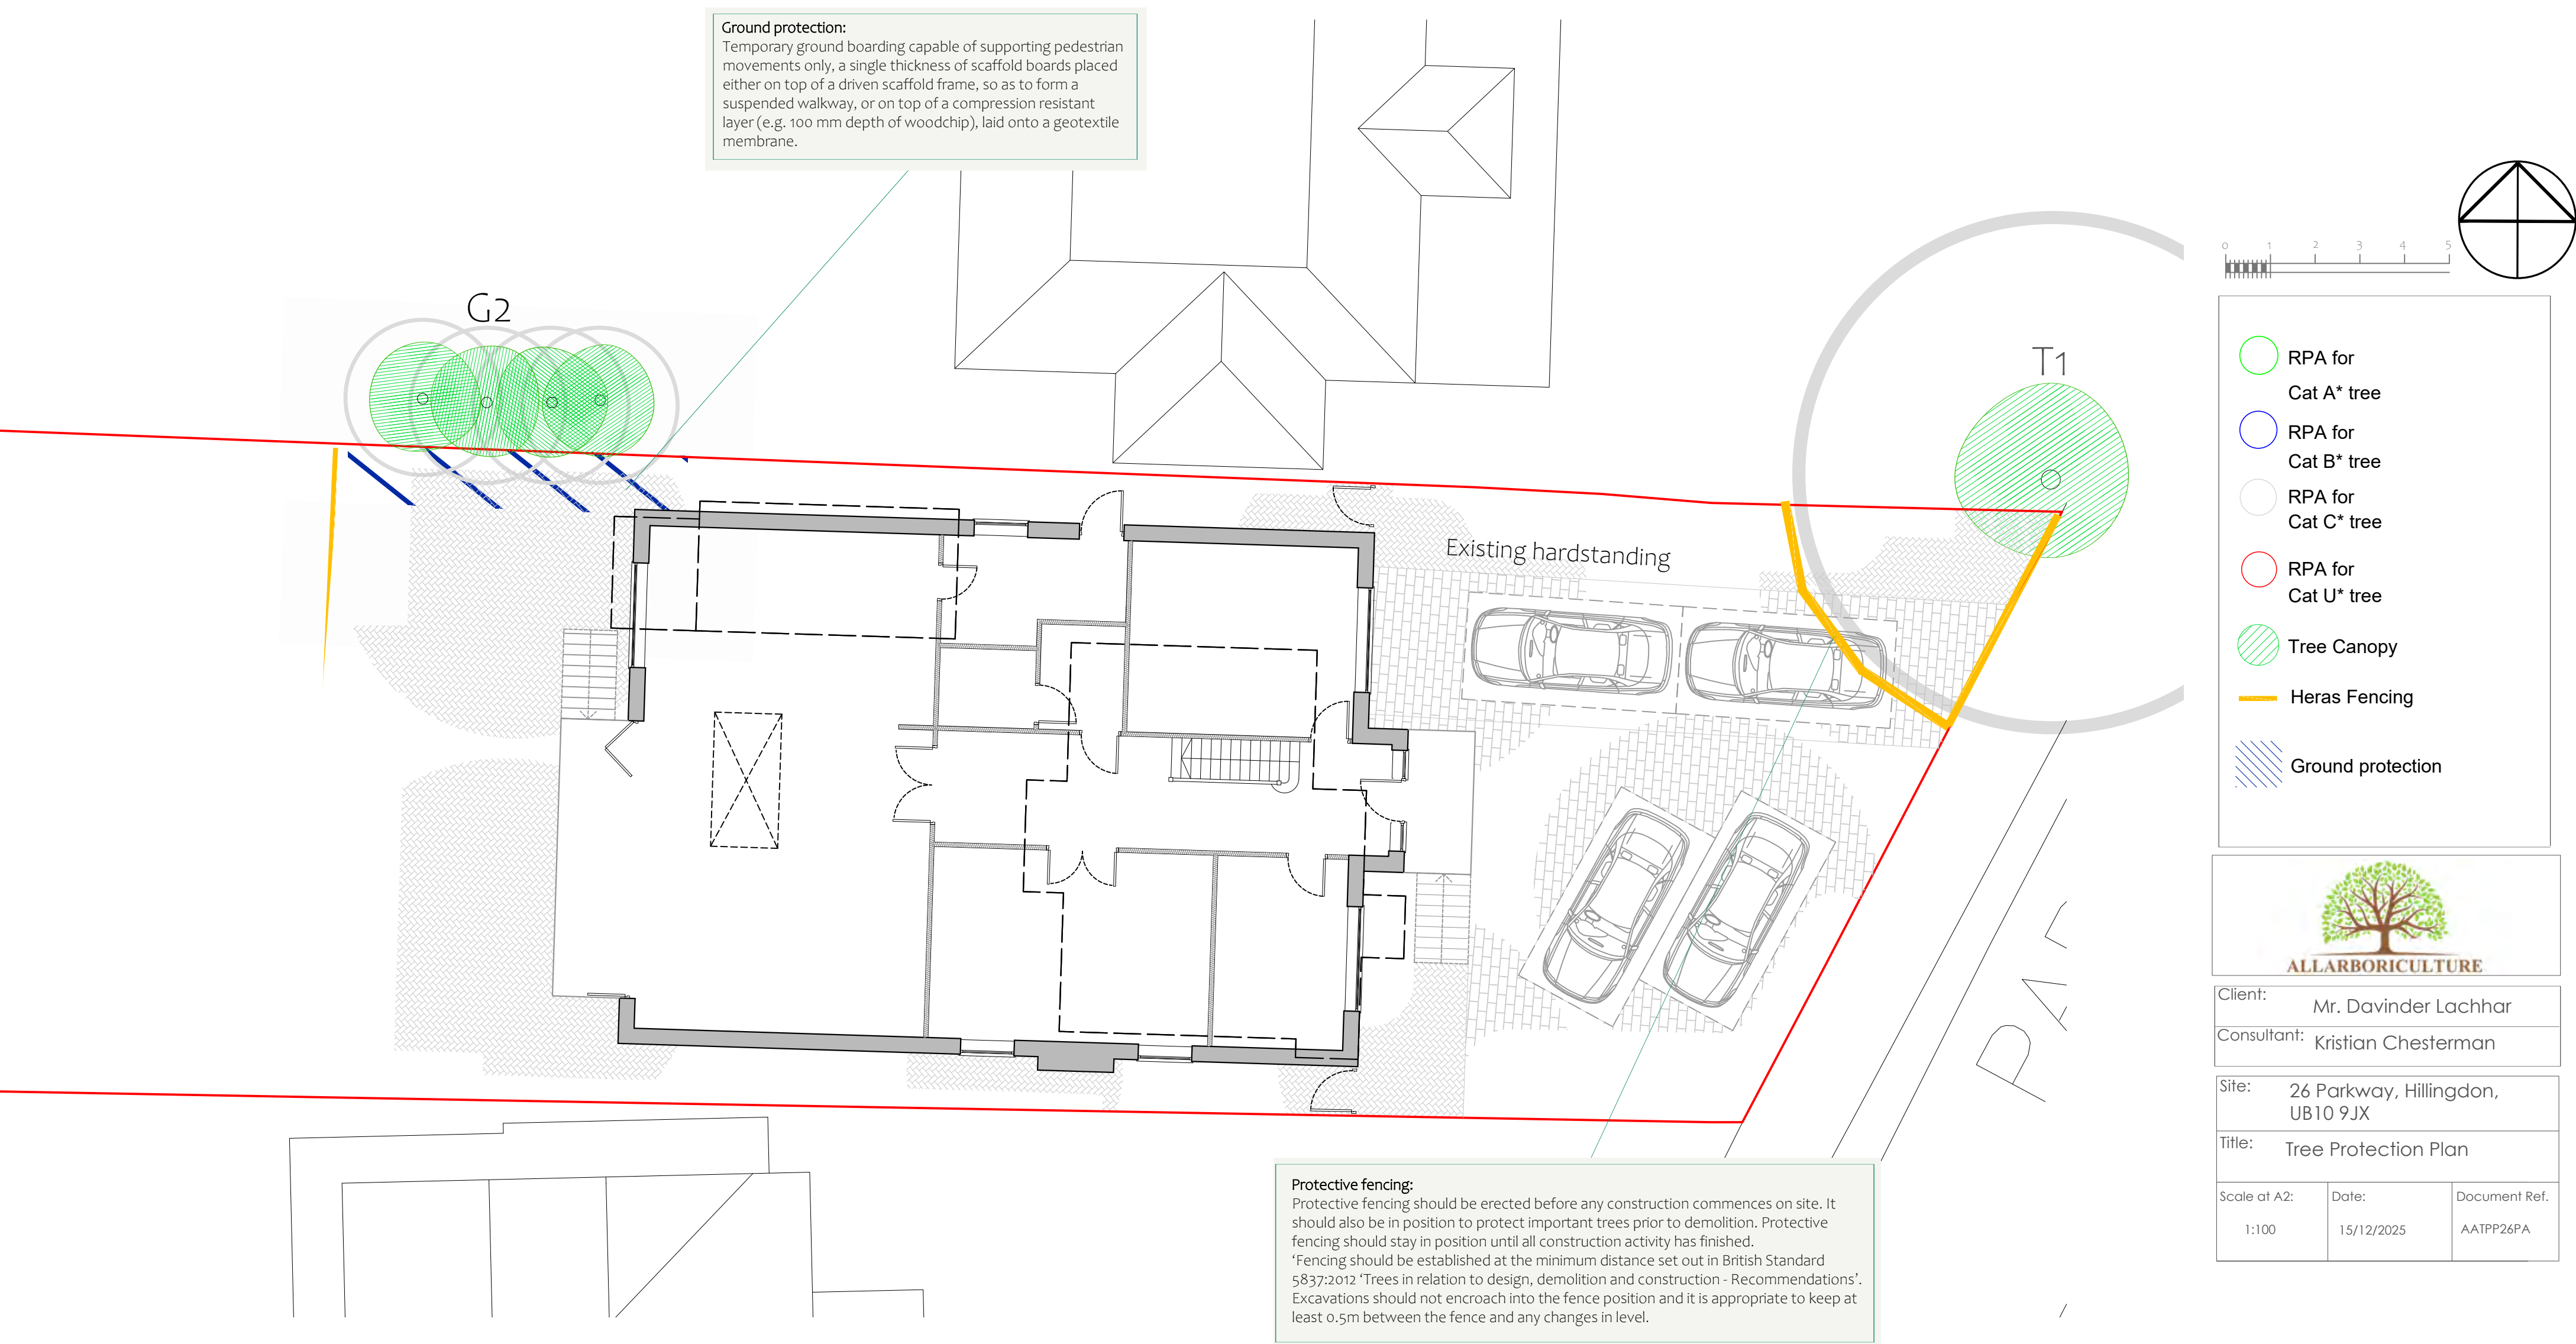 Ground protection:
Temporary ground boarding capable of supporting pedestrian
movements only, a single thickness of scaffold boards placed
either on top of a driven scaffold frame, so as to form a
suspended walkway, or on top of a compression resistant
layer (e.g. 100 mm depth of woodchip), laid onto a geotextile
membrane.
0 1 2 3 4 5
G2
T1
Existing hardstanding
RPA for
Cat A* tree
RPA for
Cat B* tree
RPA for
Cat C* tree
RPA for
Cat U* tree
Tree Canopy
Heras Fencing
Ground protection
ALLARBORICULTURE
Client: Mr. Davinder Lachhar
Consultant: Kristian Chesterman
Site: 26 Parkway, Hillingdon,
UB10 9JX
Title: Tree Protection Plan
Scale at A2: Date: Document Ref.
1:100 15/12/2025 AATPP26PA
Protective fencing:
Protective fencing should be erected before any construction commences on site. It
should also be in position to protect important trees prior to demolition. Protective
fencing should stay in position until all construction activity has finished.
‘Fencing should be established at the minimum distance set out in British Standard
5837:2012 ‘Trees in relation to design, demolition and construction - Recommendations’.
Excavations should not encroach into the fence position and it is appropriate to keep at
least 0.5m between the fence and any changes in level.